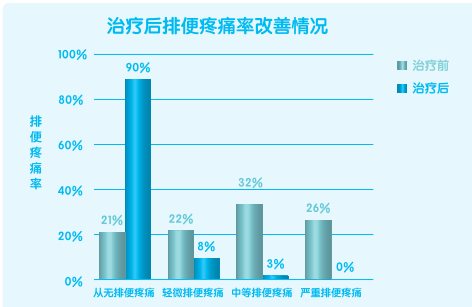 治疗后排便疼痛率改善情况
治疗前
治疗后
排便疼痛率
100%
80%
60%
40%
20%
0%
21%
90%
22%
8%
32%
3%
26%
0%
从无排便疼痛
轻微排便疼痛
中等排便疼痛
严重排便疼痛